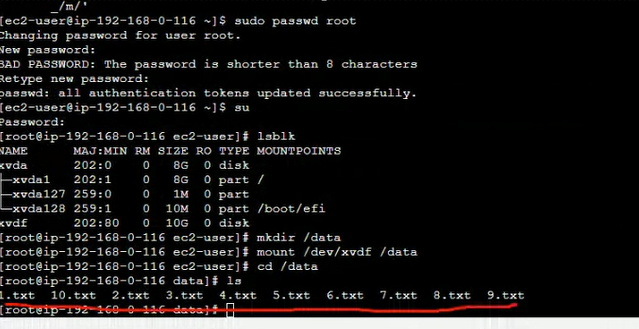 _/m/'
[ec2-user@ip-192-168-0-116 ~]$ sudo passwd root
Changing password for user root.
New password:
BAD PASSWORD: The password is shorter than 8 characters
Retype new password:
passwd: all authentication tokens updated successfully.
[ec2-user@ip-192-168-0-116 ~]$ su
Password:
[root@ip-192-168-0-116 ec2-user]# lsblk
NAME MAJ:MIN RM SIZE RO TYPE MOUNTPOINTS
xvda 202:0 0 8G 0 disk
├─xvda1 202:1 0 8G 0 part /
├─xvda127 259:0 0 1M 0 part
└─xvda128 259:1 0 10M 0 part /boot/efi
xvdf 202:80 0 10G 0 disk
[root@ip-192-168-0-116 ec2-user]# mkdir /data
[root@ip-192-168-0-116 ec2-user]# mount /dev/xvdf /data
[root@ip-192-168-0-116 ec2-user]# cd /data
[root@ip-192-168-0-116 data]# ls
1.txt 10.txt 2.txt 3.txt 4.txt 5.txt 6.txt 7.txt 8.txt 9.txt
[root@ip-192-168-0-116 data]#